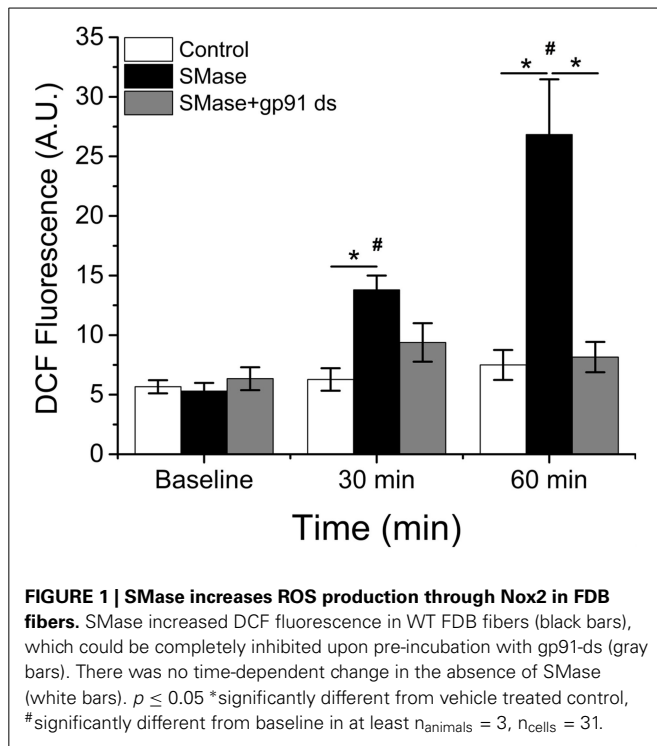 35
30
25
20
15
10
5
0
DCF Fluorescence (A.U.)
Control
SMase
SMase+gp91 ds
*
#
*
#
*
Baseline
30 min
60 min
Time (min)
FIGURE 1 | SMase increases ROS production through Nox2 in FDB
fibers. SMase increased DCF fluorescence in WT FDB fibers (black bars),
which could be completely inhibited upon pre-incubation with gp91-ds (gray
bars). There was no time-dependent change in the absence of SMase
(white bars). p ≤ 0.05 *significantly different from vehicle treated control,
#significantly different from baseline in at least nanimals = 3, ncells = 31.